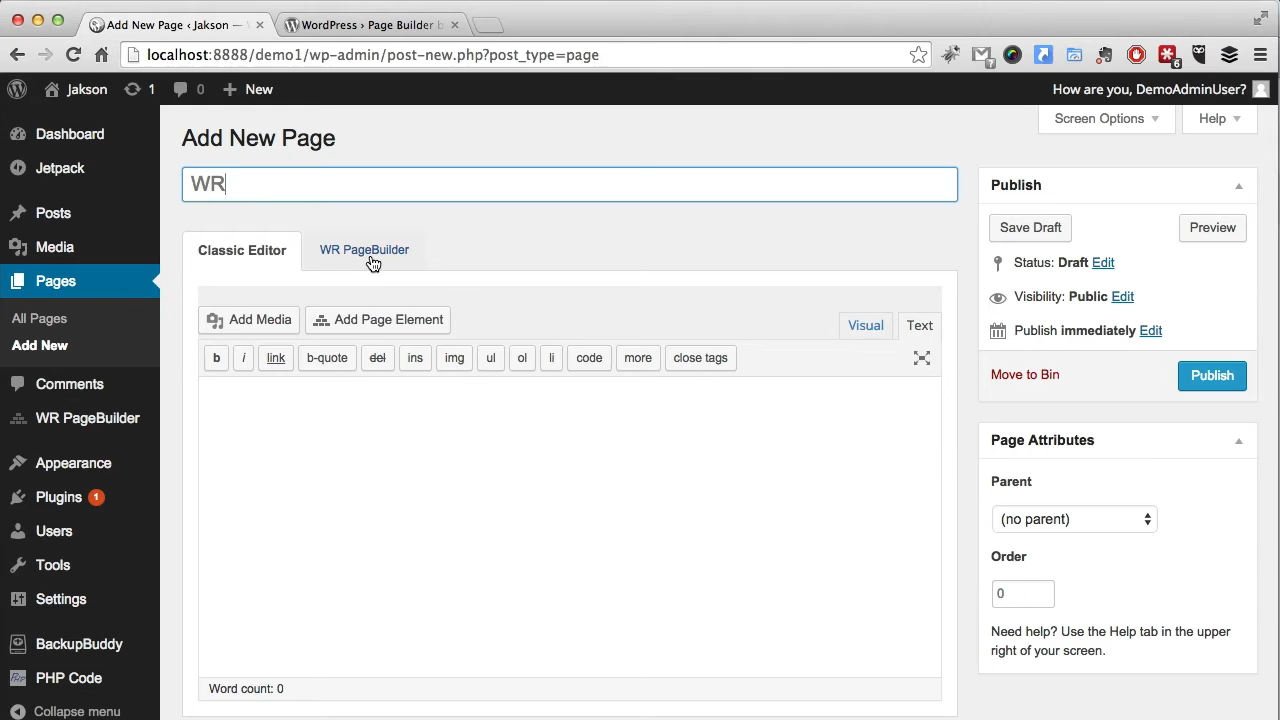 Add New Page ‹ Jakson —
WordPress › Page Builder b
localhost:8888/demo1/wp-admin/post-new.php?post_type=page
?
6
Jakson
1
0
New
How are you, DemoAdminUser?
Dashboard
Jetpack
Posts
Media
Pages
All Pages
Add New
Comments
WR PageBuilder
Appearance
Plugins 1
Users
Tools
Settings
BackupBuddy
PHP Code
Collapse menu
Screen Options
Help
Add New Page
WR
Classic Editor
WR PageBuilder
Add Media
Add Page Element
Visual
Text
b
i
link
b-quote
del
ins
img
ul
ol
li
code
more
close tags
Word count: 0
Publish
Save Draft
Preview
Status: Draft Edit
Visibility: Public Edit
Publish immediately Edit
Move to Bin
Publish
Page Attributes
Parent
(no parent)
Order
0
Need help? Use the Help tab in the upper
right of your screen.